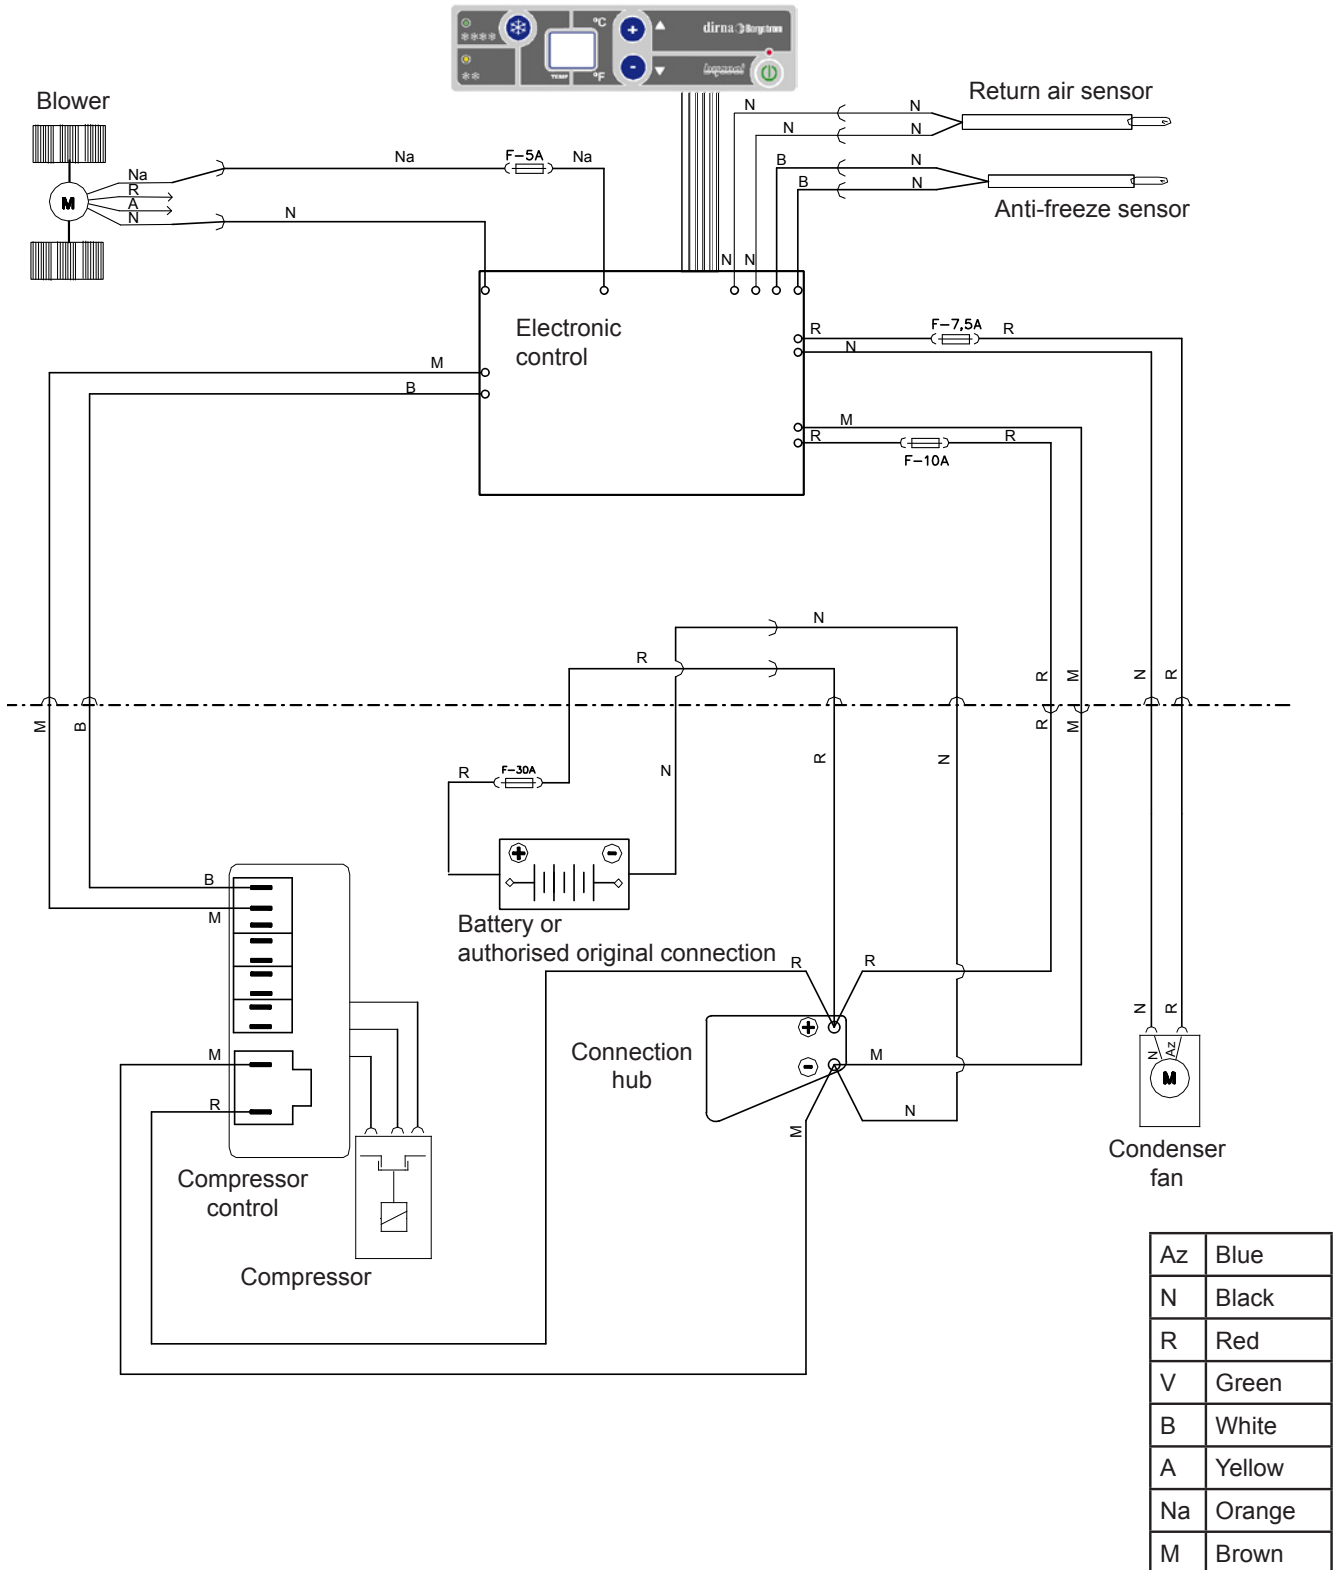 °C
dirna Bergstrom
TEMP
°F
Blower
Return air sensor
Anti-freeze sensor
N
N
N
N
B
N
B
N
N N
Na
Na
F-5A
Na
R
A
N
N
M
M
B
Electronic
control
R
F-7,5A
R
N
M
R
R
F-10A
N
R
R
M
N
R
M
B
R
M
R
F-30A
N
R
N
+
-
Battery or
authorised original connection
B
M
R
R
M
R
Connection
hub
+
-
M
N
M
N
R
N
Az
M
Condenser
fan
Compressor
control
Compressor
Az Blue
N Black
R Red
V Green
B White
A Yellow
Na Orange
M Brown